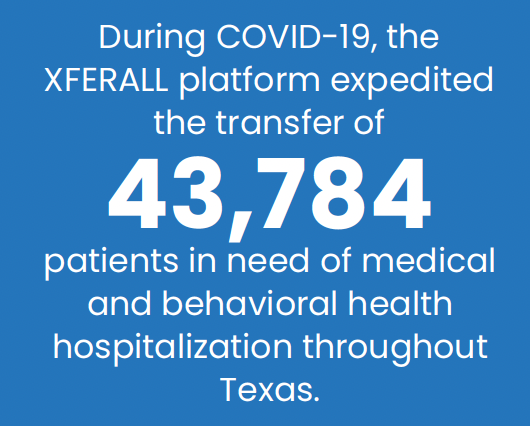 During COVID-19, the
XFERALL platform expedited
the transfer of
43,784
patients in need of medical
and behavioral health
hospitalization throughout
Texas.